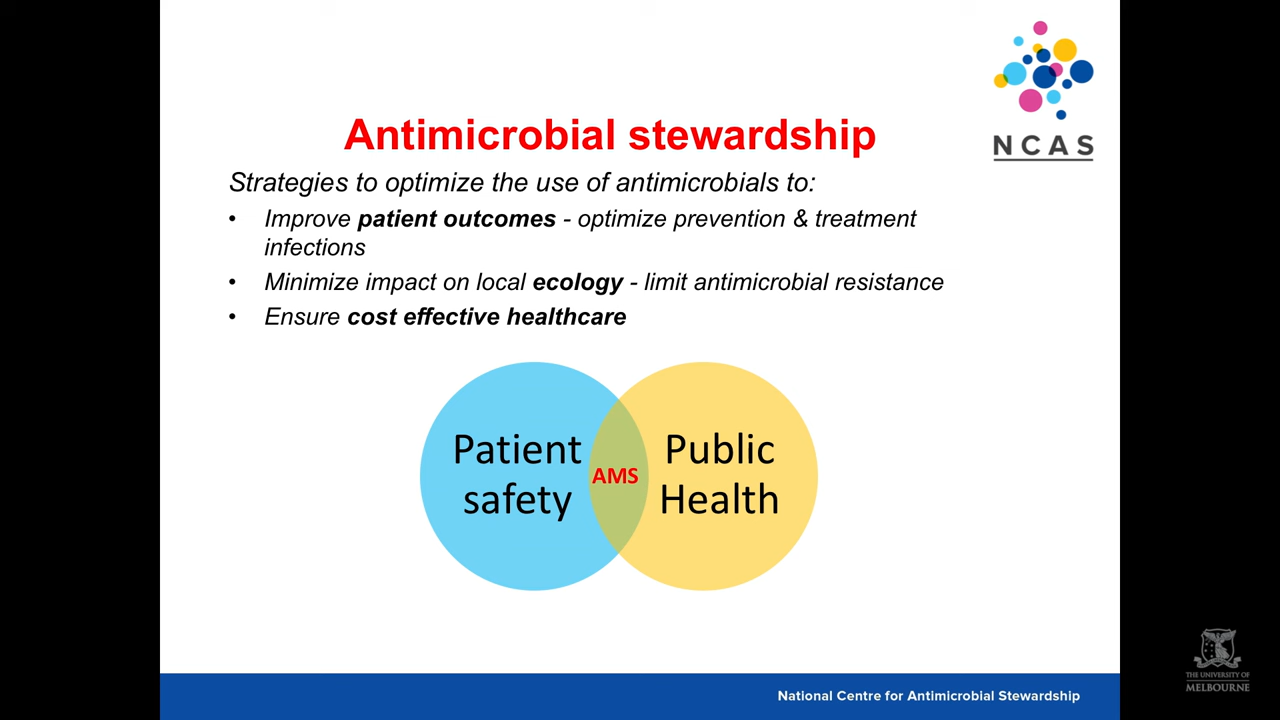 NCAS
Antimicrobial stewardship
Strategies to optimize the use of antimicrobials to:
• Improve patient outcomes - optimize prevention & treatment
infections
• Minimize impact on local ecology - limit antimicrobial resistance
• Ensure cost effective healthcare
Patient
safety
AMS
Public
Health
National Centre for Antimicrobial Stewardship
THE UNIVERSITY OF
MELBOURNE